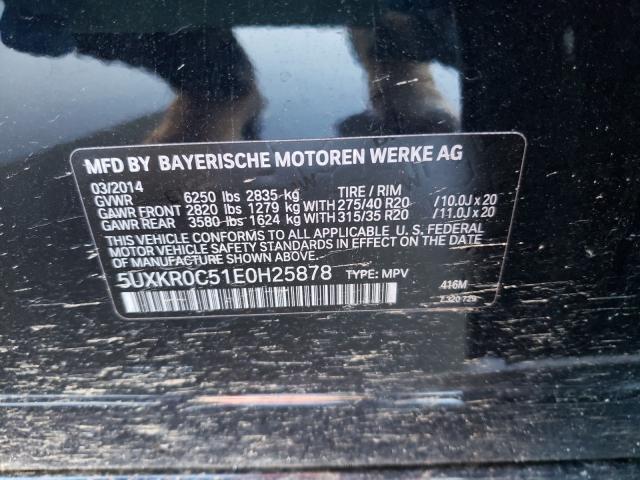 MFD BY BAYERISCHE MOTOREN WERKE AG
03/2014
GVWR 6250 lbs 2835 kg TIRE / RIM
GAWR FRONT 2820 lbs 1279 kg WITH 275/40 R20 /10.0J x 20
GAWR REAR 3580 lbs 1624 kg WITH 315/35 R20 /11.0J x 20
THIS VEHICLE CONFORMS TO ALL APPLICABLE U. S. FEDERAL
MOTOR VEHICLE SAFETY STANDARDS IN EFFECT ON THE
DATE OF MANUFACTURE SHOWN ABOVE.
5UXKR0C51E0H25878 TYPE: MPV 416M
7 320 729